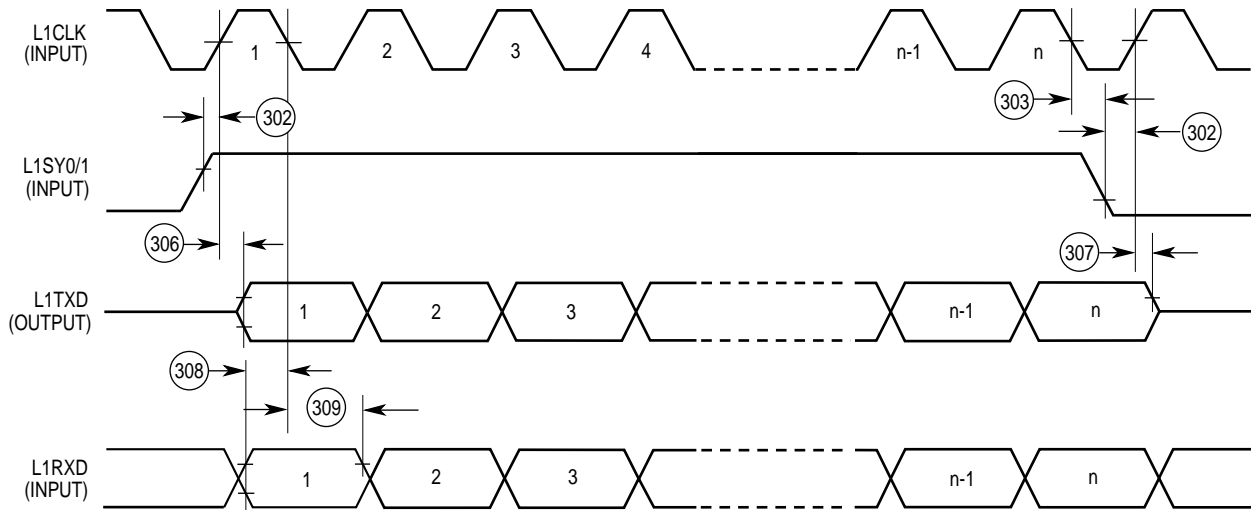 L1CLK
(INPUT)
1
2
3
4
n-1
n
302
303
302
L1SY0/1
(INPUT)
306
307
L1TXD
(OUTPUT)
1
2
3
n-1
n
308
309
L1RXD
(INPUT)
1
2
3
n-1
n